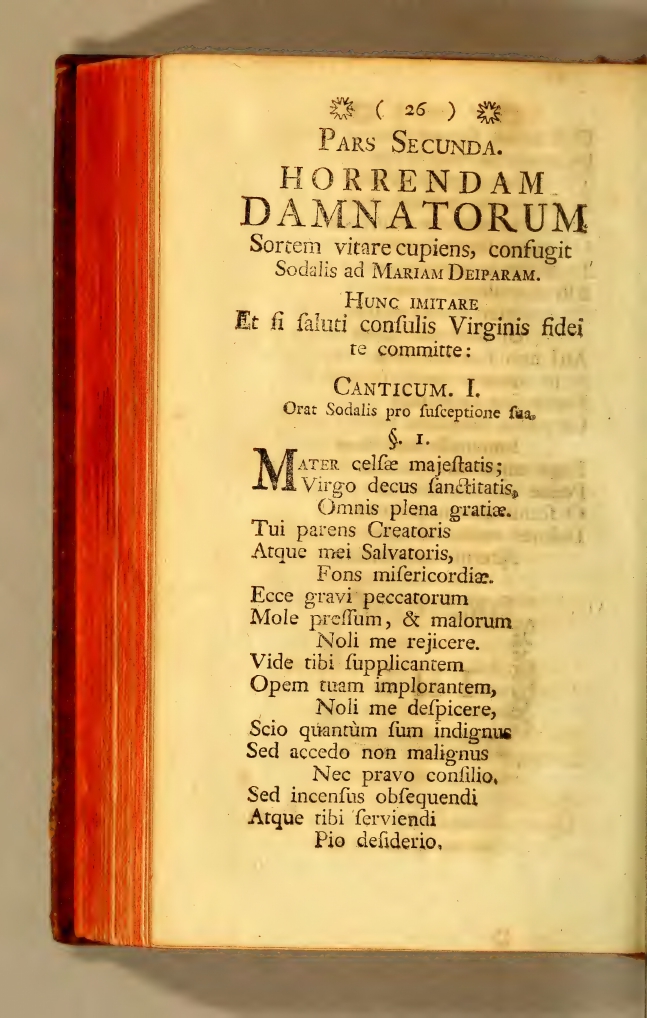 ( 26 )
PARS SECUNDA.
HORRENDAM
DAMNATORUM
Sortem vitare cupiens, confugit
Sodalis ad MARIAM DEIPARAM.
HUNC IMITARE
Et ſi ſaluti conſulis Virginis fidei
te committe:
CANTICUM. I.
Orat Sodalis pro ſuſceptione ſua.
§. 1.
MATER celſæ majeſtatis;
Virgo decus ſanctitatis,
Omnis plena gratiæ.
Tui parens Creatoris
Atque mei Salvatoris,
Fons miſericordiæ.
Ecce gravi peccatorum
Mole preſſum, & malorum
Noli me rejicere.
Vide tibi ſupplicantem
Opem tuam implorantem,
Noli me deſpicere,
Scio quantùm ſum indignus
Sed accedo non malignus
Nec pravo conſilio,
Sed incenſus obſequendi
Atque tibi ſerviendi
Pio deſiderio,